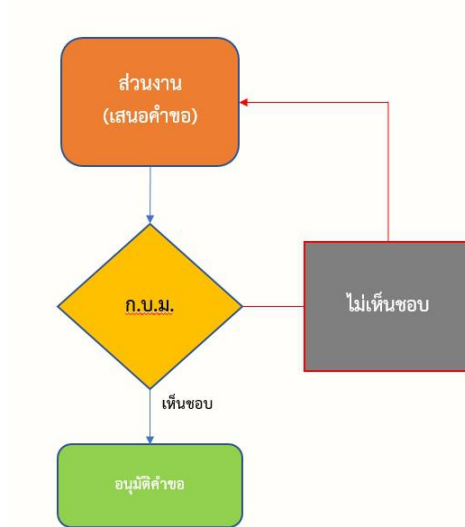 ส่วนงาน
(เสนอคำขอ)
ก.บ.ม.
ไม่เห็นชอบ
เห็นชอบ
อนุมัติคำขอ